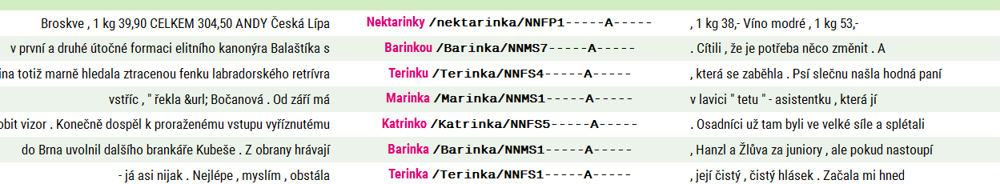 Broskve , 1 kg 39,90 CELKEM 304,50 ANDY Česká Lípa Nektarinky /nektarinka/NNFP1-----A----- , 1 kg 38,- Víno modré , 1 kg 53,-
v první a druhé útočné formaci elitního kanonýra Balaštíka s Barinkou /Barinka/NNMS7-----A----- . Cítili , že je potřeba něco změnit . A
ina totiž marně hledala ztracenou fenku labradorského retrívra Terinku /Terinka/NNFS4-----A----- , která se zaběhla . Psí slečnu našla hodná paní
vstříc , " řekla &url; Bočanová . Od září má Marinka /Marinka/NNMS1-----A----- v lavici " tetu " - asistentku , která jí
obit vizor . Konečně dospěl k proraženému vstupu vyříznutému Katrinko /Katrinka/NNFS5-----A----- . Osadníci už tam byli ve velké síle a splétali
do Brna uvolnil dalšího brankáře Kubeše . Z obrany hrávají Barinka /Barinka/NNMS1-----A----- , Hanzl a Žlůva za juniory , ale pokud nastoupí
- já asi nijak . Nejlépe , myslím , obstála Terinka /Terinka/NNFS1-----A----- , její čistý , čistý hlásek . Začala mi hned